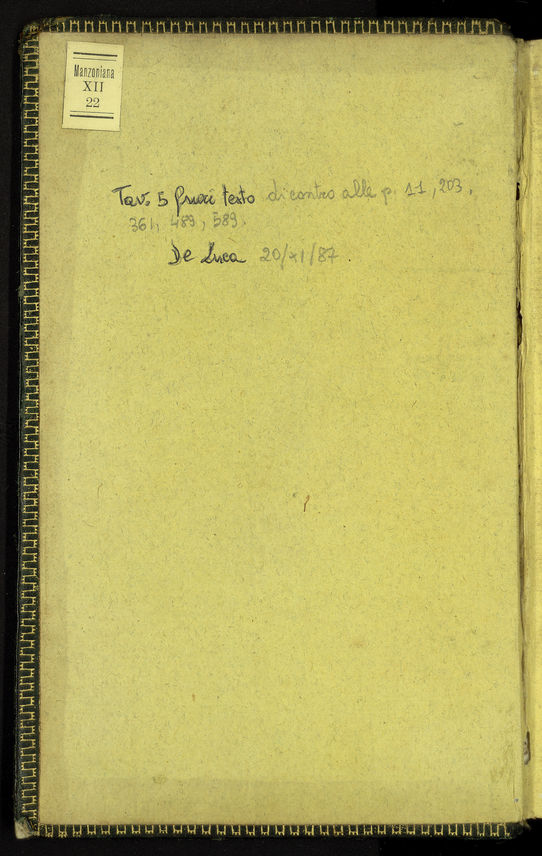 Manzoniana
XII
22
Tav. 5 fuori testo di contro alle p. 11, 203,
361, 489, 589.
De Luca 20/XI/87.